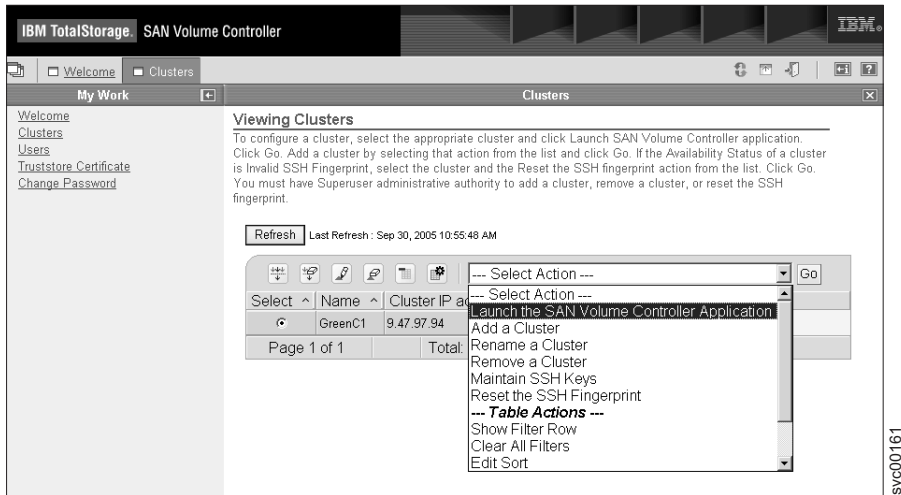 IBM TotalStorage. SAN Volume Controller
IBM
Welcome
Clusters
?
My Work
Clusters
Welcome
Clusters
Users
Truststore Certificate
Change Password
Viewing Clusters
To configure a cluster, select the appropriate cluster and click Launch SAN Volume Controller application.
Click Go. Add a cluster by selecting that action from the list and click Go. If the Availability Status of a cluster
is Invalid SSH Fingerprint, select the cluster and the Reset the SSH fingerprint action from the list. Click Go.
You must have Superuser administrative authority to add a cluster, remove a cluster, or reset the SSH
fingerprint.
Refresh Last Refresh : Sep 30, 2005 10:55:48 AM
--- Select Action --- Go
Select ^ Name ^ Cluster IP
GreenC1 9.47.97.94
Page 1 of 1 Total:
--- Select Action ---
Launch the SAN Volume Controller Application
Add a Cluster
Rename a Cluster
Remove a Cluster
Maintain SSH Keys
Reset the SSH Fingerprint
--- Table Actions ---
Show Filter Row
Clear All Filters
Edit Sort
svc00161